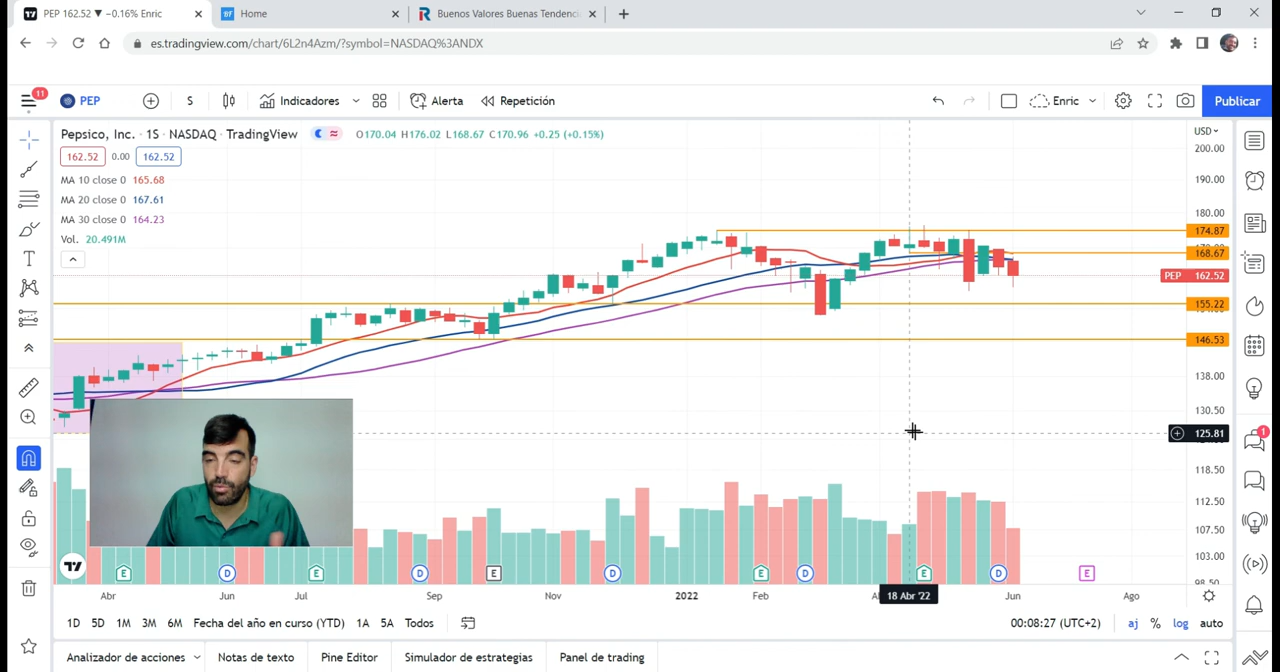 PEP 162.52 ▼ −0.16% Enric
Home
Buenos Valores Buenas Tendenci
es.tradingview.com/chart/6L2n4Azm/?symbol=NASDAQ%3ANDX
11
PEP
S
Indicadores
Alerta
Repetición
Enric
Publicar
Pepsico, Inc. · 1S · NASDAQ · TradingView
O170.04 H176.02 L168.67 C170.96 +0.25 (+0.15%)
USD
162.52 0.00 162.52
MA 10 close 0 165.68
MA 20 close 0 167.61
MA 30 close 0 164.23
Vol. 20.491M
200.00
190.00
180.00
174.87
168.67
PEP 162.52
155.22
146.53
138.00
130.50
125.81
118.50
112.50
107.50
103.00
98.50
1
E D E D E D E D E D E
Abr Jun Jul Sep Nov 2022 Feb 18 Abr '22 Jun Ago
1D 5D 1M 3M 6M Fecha del año en curso (YTD) 1A 5A Todos
00:08:27 (UTC+2)
aj % log auto
Analizador de acciones
Notas de texto
Pine Editor
Simulador de estrategias
Panel de trading